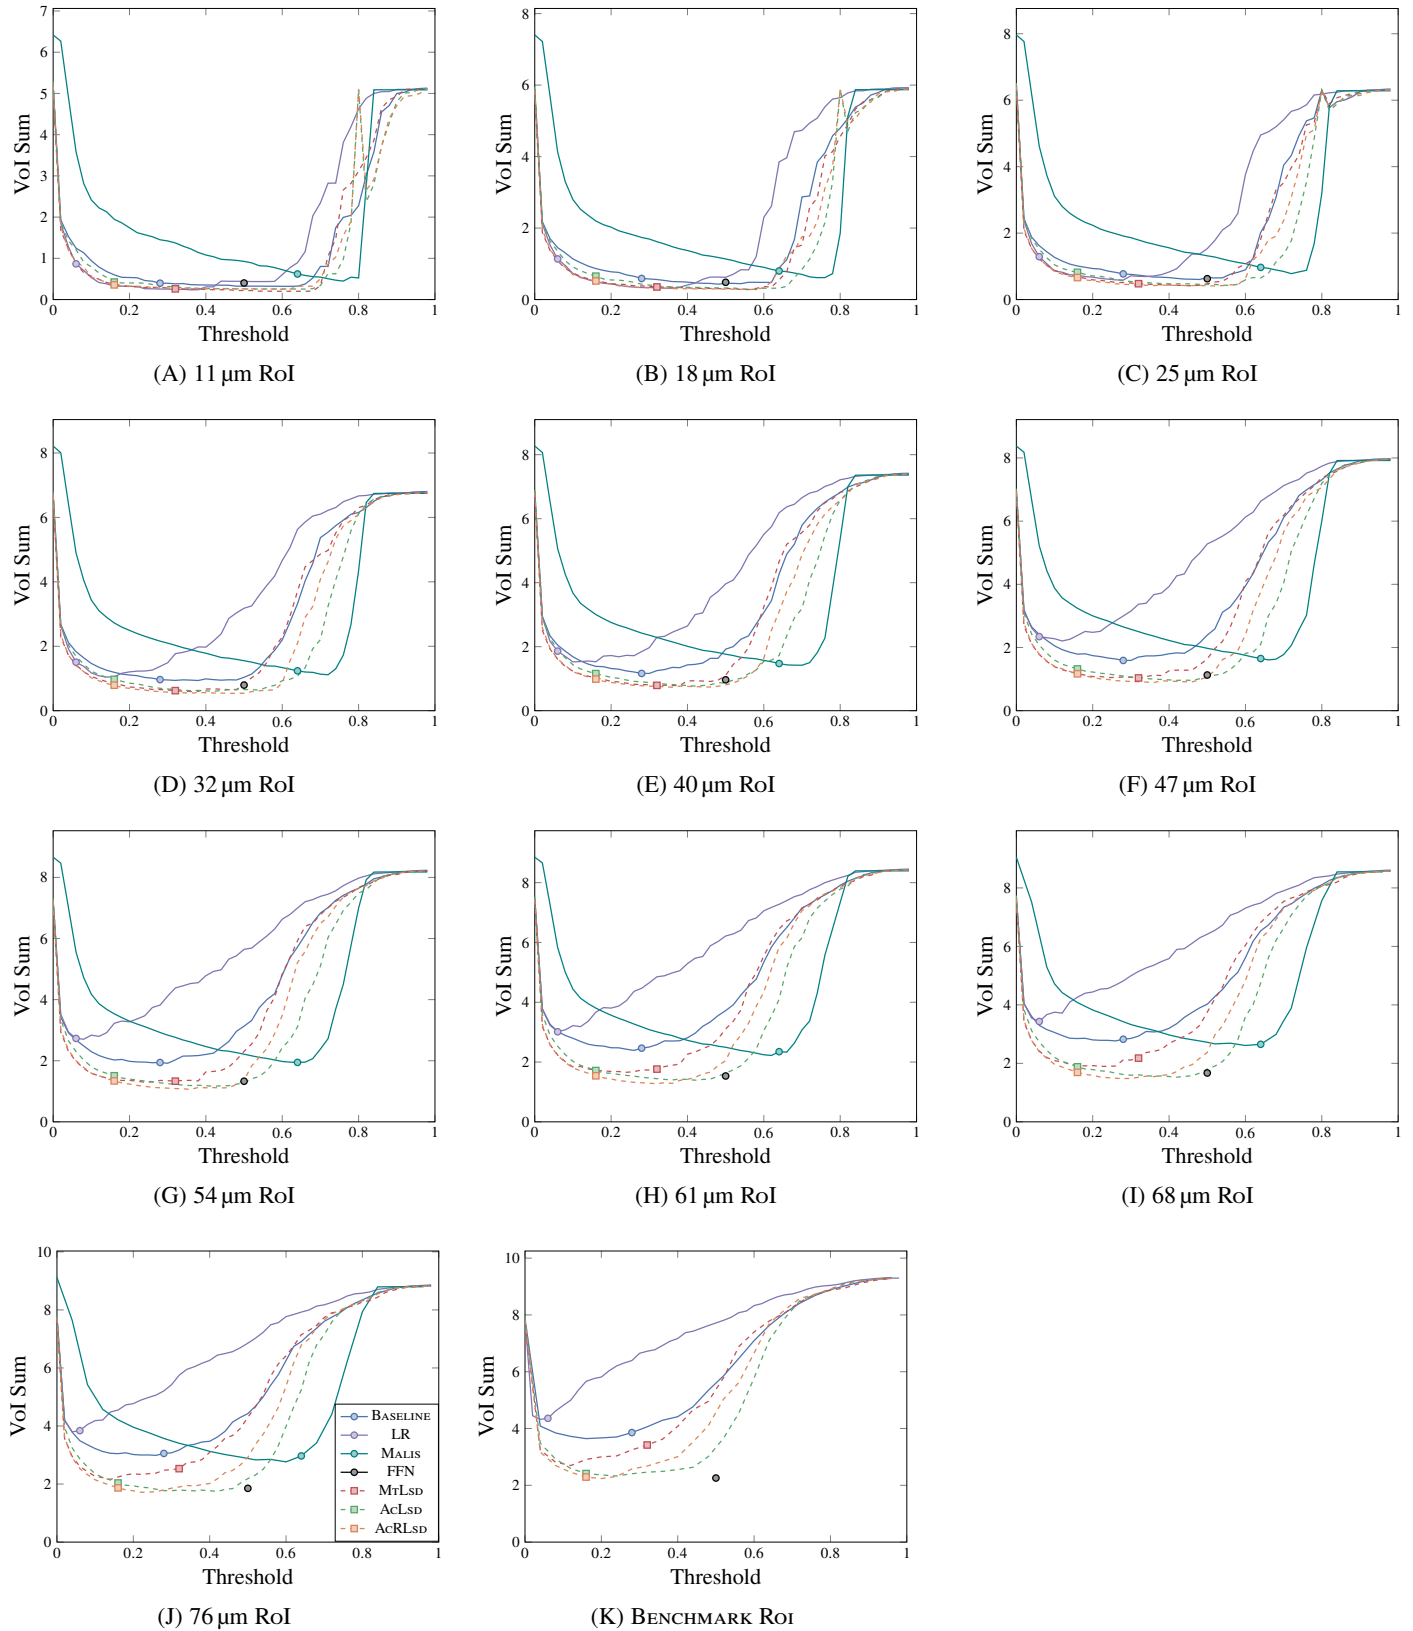 7
6
5
4
3
2
1
0
VoI Sum
0 0.2 0.4 0.6 0.8 1
Threshold
(A) 11 µm RoI
8
6
4
2
0
VoI Sum
0 0.2 0.4 0.6 0.8 1
Threshold
(B) 18 µm RoI
8
6
4
2
0
VoI Sum
0 0.2 0.4 0.6 0.8 1
Threshold
(C) 25 µm RoI
8
6
4
2
0
VoI Sum
0 0.2 0.4 0.6 0.8 1
Threshold
(D) 32 µm RoI
8
6
4
2
0
VoI Sum
0 0.2 0.4 0.6 0.8 1
Threshold
(E) 40 µm RoI
8
6
4
2
0
VoI Sum
0 0.2 0.4 0.6 0.8 1
Threshold
(F) 47 µm RoI
8
6
4
2
0
VoI Sum
0 0.2 0.4 0.6 0.8 1
Threshold
(G) 54 µm RoI
8
6
4
2
0
VoI Sum
0 0.2 0.4 0.6 0.8 1
Threshold
(H) 61 µm RoI
8
6
4
2
0
VoI Sum
0 0.2 0.4 0.6 0.8 1
Threshold
(I) 68 µm RoI
10
8
6
4
2
0
VoI Sum
BASELINE
LR
MALIS
FFN
MTLSD
ACLSD
ACRLSD
0 0.2 0.4 0.6 0.8 1
Threshold
(J) 76 µm RoI
10
8
6
4
2
0
VoI Sum
0 0.2 0.4 0.6 0.8 1
Threshold
(K) BENCHMARK ROI